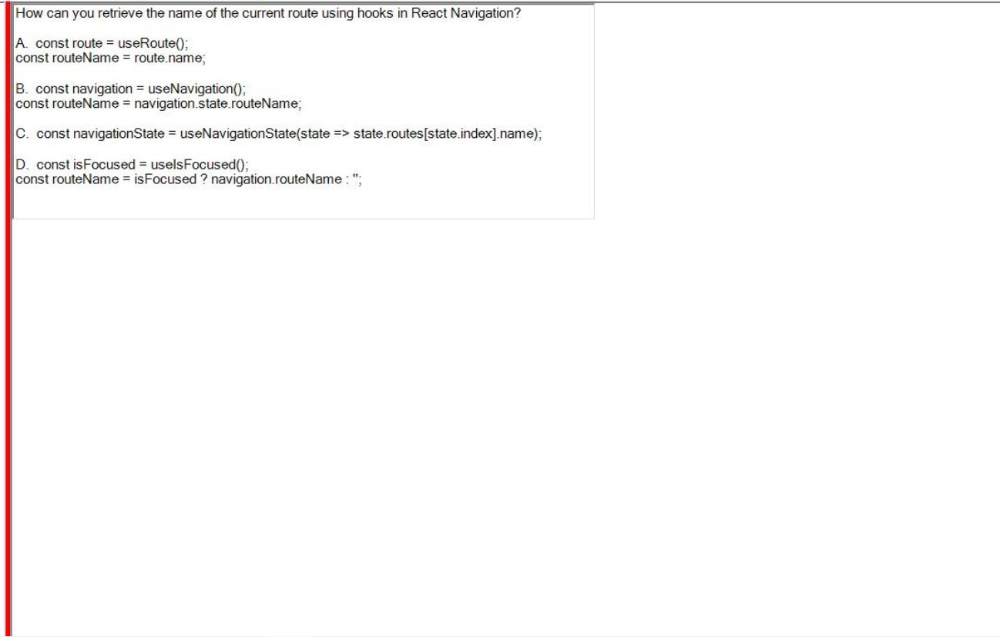 How can you retrieve the name of the current route using hooks in React Navigation?
A. const route = useRoute();
const routeName = route.name;
B. const navigation = useNavigation();
const routeName = navigation.state.routeName;
C. const navigationState = useNavigationState(state => state.routes[state.index].name);
D. const isFocused = useIsFocused();
const routeName = isFocused ? navigation.routeName : '';